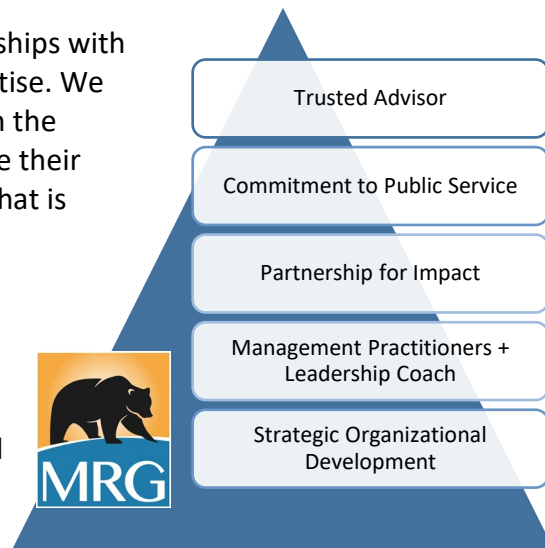 ships with
tise. We
the
e their
hat is
Trusted Advisor
Commitment to Public Service
Partnership for Impact
Management Practitioners +
Leadership Coach
Strategic Organizational
Development
MRG